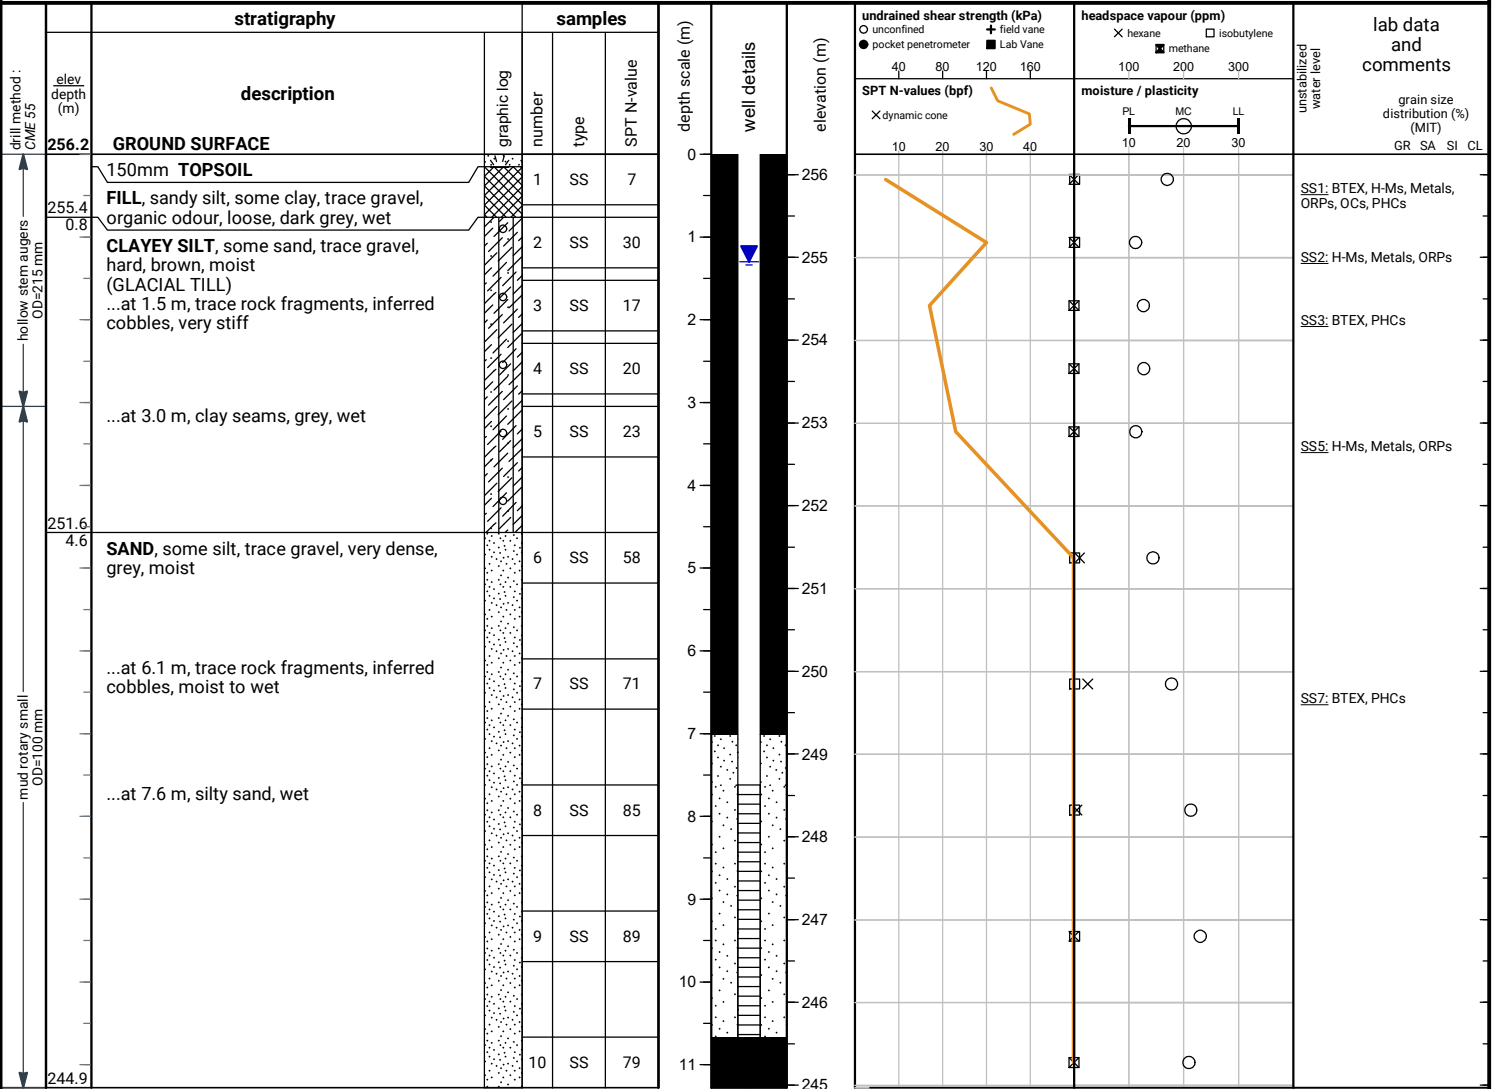 stratigraphy
samples
drill method :
CME 55
elev
depth
(m)
description
graphic log
number
type
SPT N-value
depth scale (m)
well details
elevation (m)
undrained shear strength (kPa)
unconfined
field vane
pocket penetrometer
Lab Vane
40 80 120 160
SPT N-values (bpf)
dynamic cone
10 20 30 40
headspace vapour (ppm)
hexane
isobutylene
methane
100 200 300
moisture / plasticity
PL MC LL
10 20 30
unstabilized
water level
lab data
and
comments
grain size
distribution (%)
(MIT)
GR SA SI CL
256.2 GROUND SURFACE
hollow stem augers
OD=215 mm
mud rotary small
OD=100 mm
150mm TOPSOIL
FILL, sandy silt, some clay, trace gravel,
organic odour, loose, dark grey, wet
255.4
0.8
CLAYEY SILT, some sand, trace gravel,
hard, brown, moist
(GLACIAL TILL)
...at 1.5 m, trace rock fragments, inferred
cobbles, very stiff
...at 3.0 m, clay seams, grey, wet
251.6
4.6
SAND, some silt, trace gravel, very dense,
grey, moist
...at 6.1 m, trace rock fragments, inferred
cobbles, moist to wet
...at 7.6 m, silty sand, wet
244.9
1 SS 7
2 SS 30
3 SS 17
4 SS 20
5 SS 23
6 SS 58
7 SS 71
8 SS 85
9 SS 89
10 SS 79
0
1
2
3
4
5
6
7
8
9
10
11
256
255
254
253
252
251
250
249
248
247
246
245
SS1: BTEX, H-Ms, Metals,
ORPs, OCs, PHCs
SS2: H-Ms, Metals, ORPs
SS3: BTEX, PHCs
SS5: H-Ms, Metals, ORPs
SS7: BTEX, PHCs